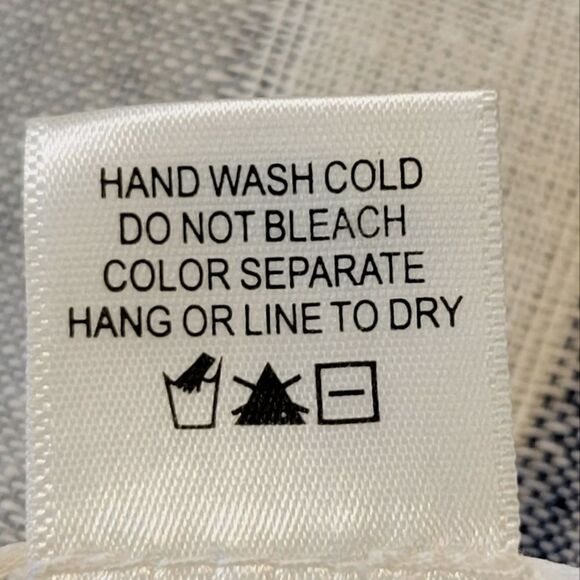 HAND WASH COLD
DO NOT BLEACH
COLOR SEPARATE
HANG OR LINE TO DRY